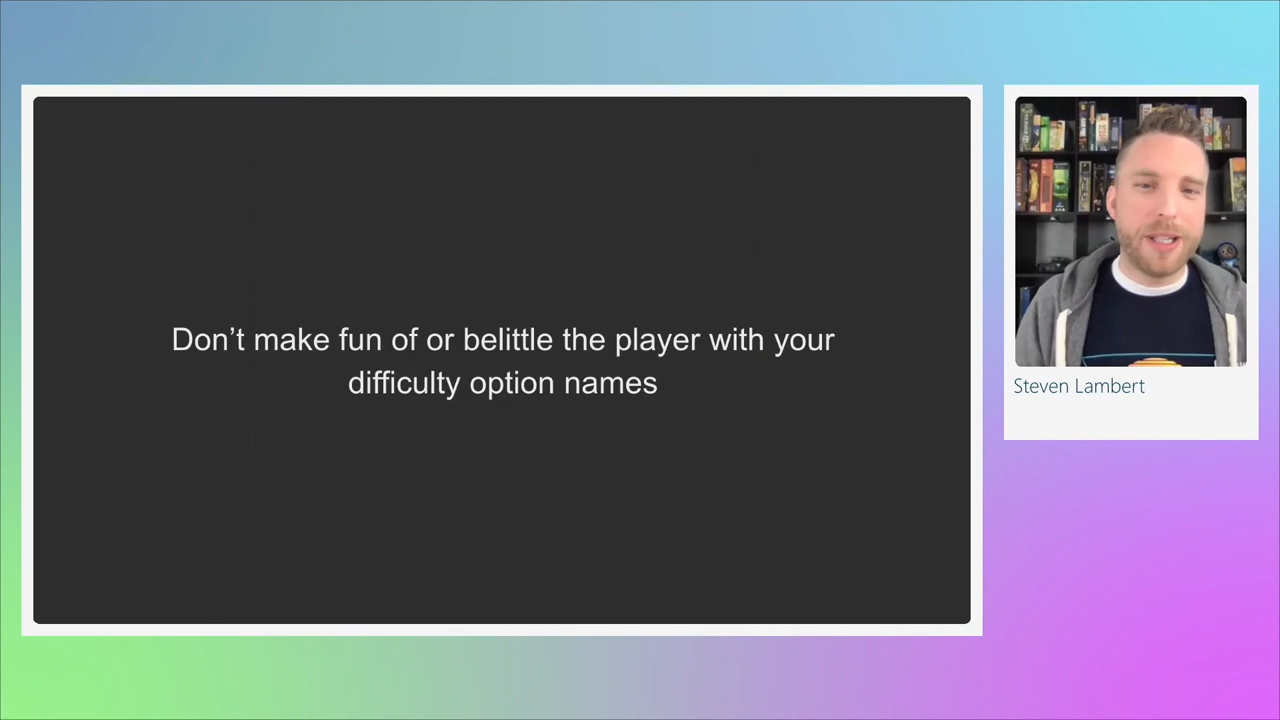 Don’t make fun of or belittle the player with your
difficulty option names
Steven Lambert